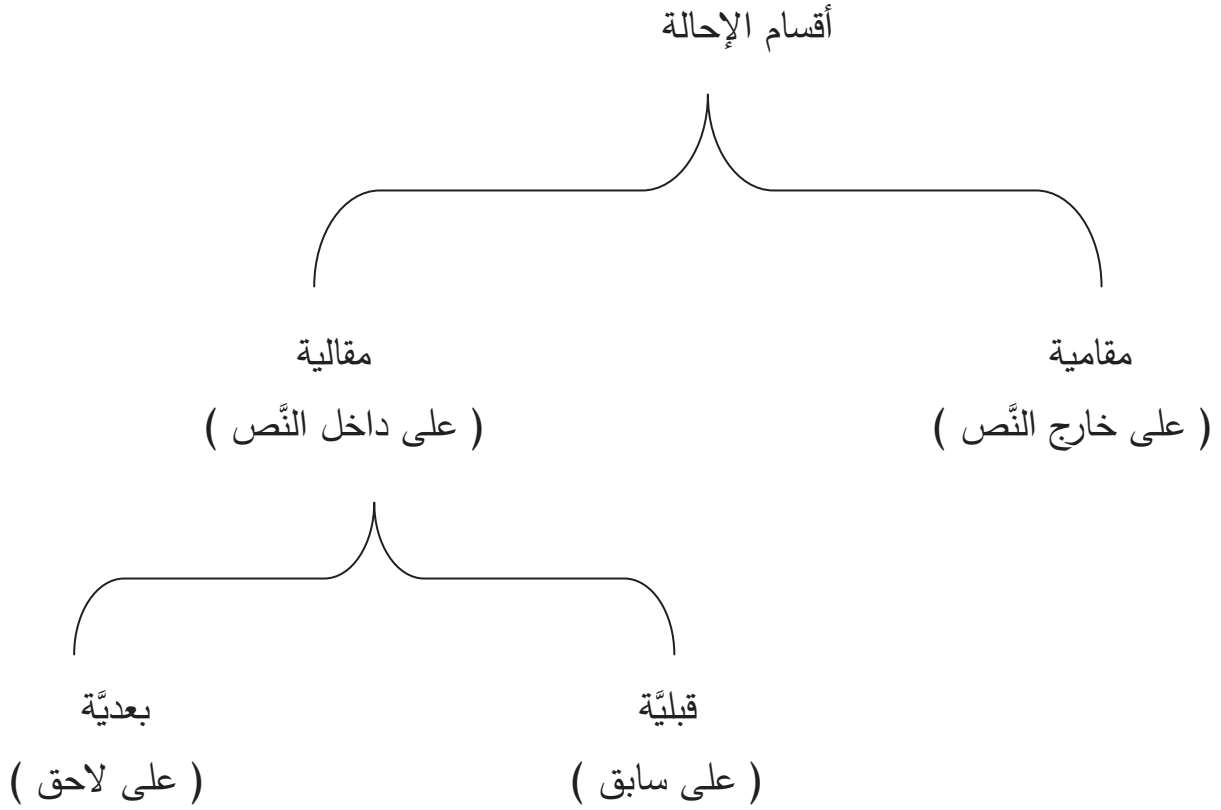 أقسام الإحالة
مقامية
( على خارج النَّص )
مقالية
( على داخل النَّص )
قبليَّة
( على سابق )
بعديَّة
( على لاحق )